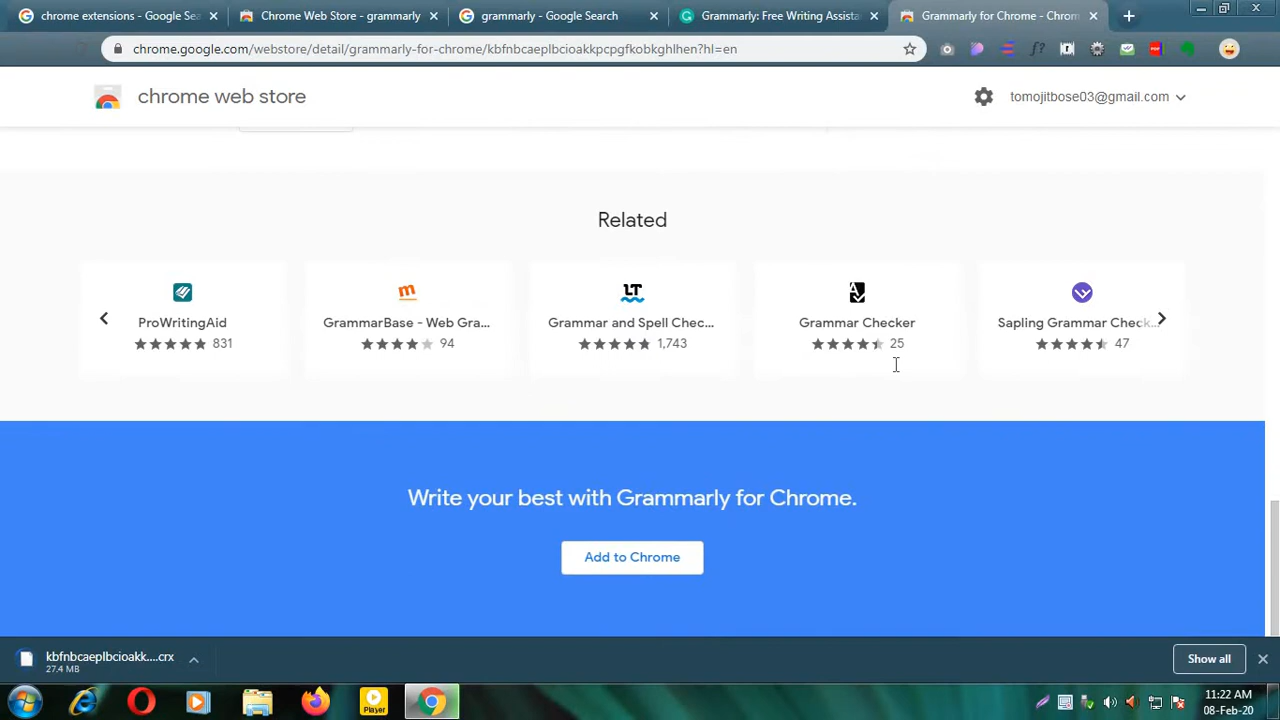 chrome extensions - Google Sea
Chrome Web Store - grammarly
grammarly - Google Search
Grammarly: Free Writing Assista
Grammarly for Chrome - Chrom
chrome.google.com/webstore/detail/grammarly-for-chrome/kbfnbcaeplbcioakkpcpgfkobkghlhen?hl=en
chrome web store
tomojitbose03@gmail.com
Related
ProWritingAid
GrammarBase - Web Gra...
Grammar and Spell Chec...
Grammar Checker
Sapling Grammar Check...
831
94
1,743
25
47
Write your best with Grammarly for Chrome.
Add to Chrome
kbfnbcaeplbcioakk....crx
27.4 MB
Show all
Player
11:22 AM
08-Feb-20